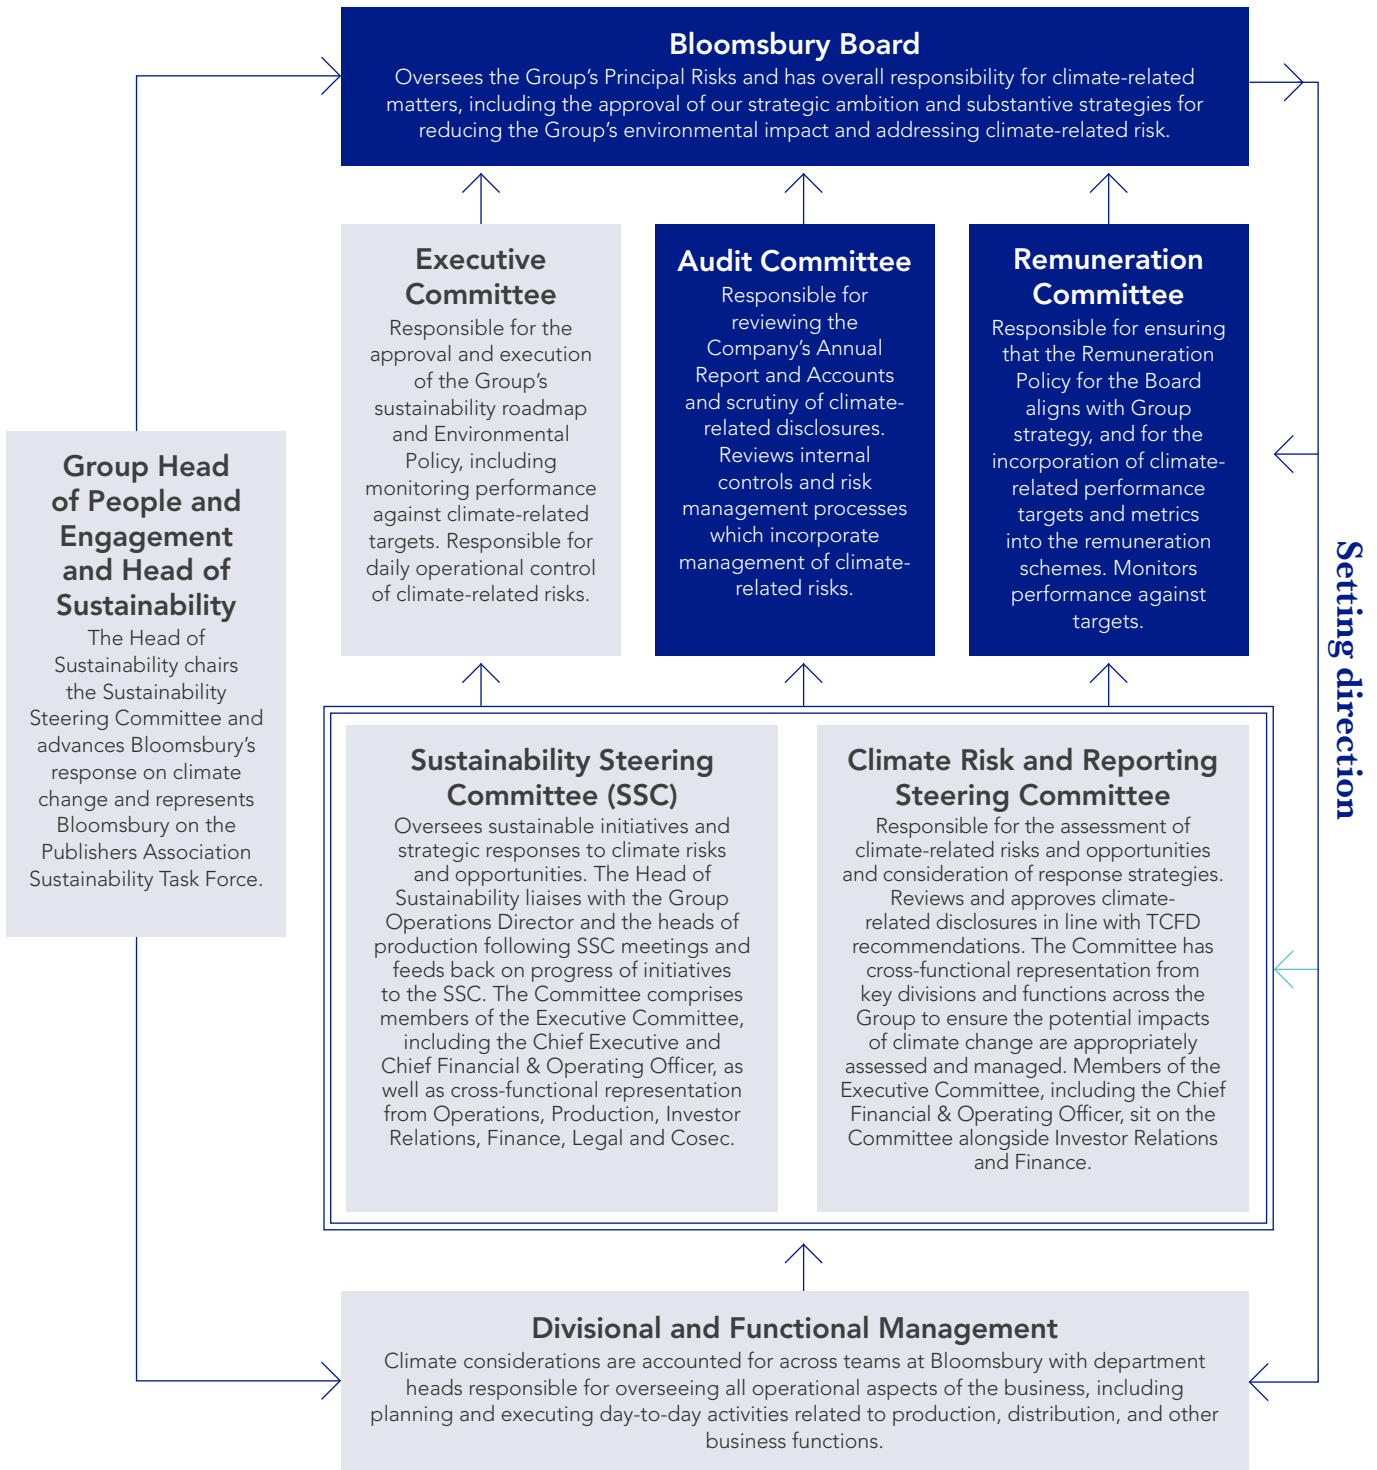 Bloomsbury Board
Oversees the Group’s Principal Risks and has overall responsibility for climate-related
matters, including the approval of our strategic ambition and substantive strategies for
reducing the Group’s environmental impact and addressing climate-related risk.
Executive
Committee
Responsible for the
approval and execution
of the Group’s
sustainability roadmap
and Environmental
Policy, including
monitoring performance
against climate-related
targets. Responsible for
daily operational control
of climate-related risks.
Audit Committee
Responsible for
reviewing the
Company’s Annual
Report and Accounts
and scrutiny of climate-
related disclosures.
Reviews internal
controls and risk
management processes
which incorporate
management of climate-
related risks.
Remuneration
Committee
Responsible for ensuring
that the Remuneration
Policy for the Board
aligns with Group
strategy, and for the
incorporation of climate-
related performance
targets and metrics
into the remuneration
schemes. Monitors
performance against
targets.
Group Head
of People and
Engagement
and Head of
Sustainability
The Head of
Sustainability chairs
the Sustainability
Steering Committee and
advances Bloomsbury’s
response on climate
change and represents
Bloomsbury on the
Publishers Association
Sustainability Task Force.
Setting direction
Sustainability Steering
Committee (SSC)
Oversees sustainable initiatives and
strategic responses to climate risks
and opportunities. The Head of
Sustainability liaises with the Group
Operations Director and the heads of
production following SSC meetings and
feeds back on progress of initiatives
to the SSC. The Committee comprises
members of the Executive Committee,
including the Chief Executive and
Chief Financial & Operating Officer, as
well as cross-functional representation
from Operations, Production, Investor
Relations, Finance, Legal and Cosec.
Climate Risk and Reporting
Steering Committee
Responsible for the assessment of
climate-related risks and opportunities
and consideration of response strategies.
Reviews and approves climate-
related disclosures in line with TCFD
recommendations. The Committee has
cross-functional representation from
key divisions and functions across the
Group to ensure the potential impacts
of climate change are appropriately
assessed and managed. Members of the
Executive Committee, including the Chief
Financial & Operating Officer, sit on the
Committee alongside Investor Relations
and Finance.
Divisional and Functional Management
Climate considerations are accounted for across teams at Bloomsbury with department
heads responsible for overseeing all operational aspects of the business, including
planning and executing day-to-day activities related to production, distribution, and other
business functions.